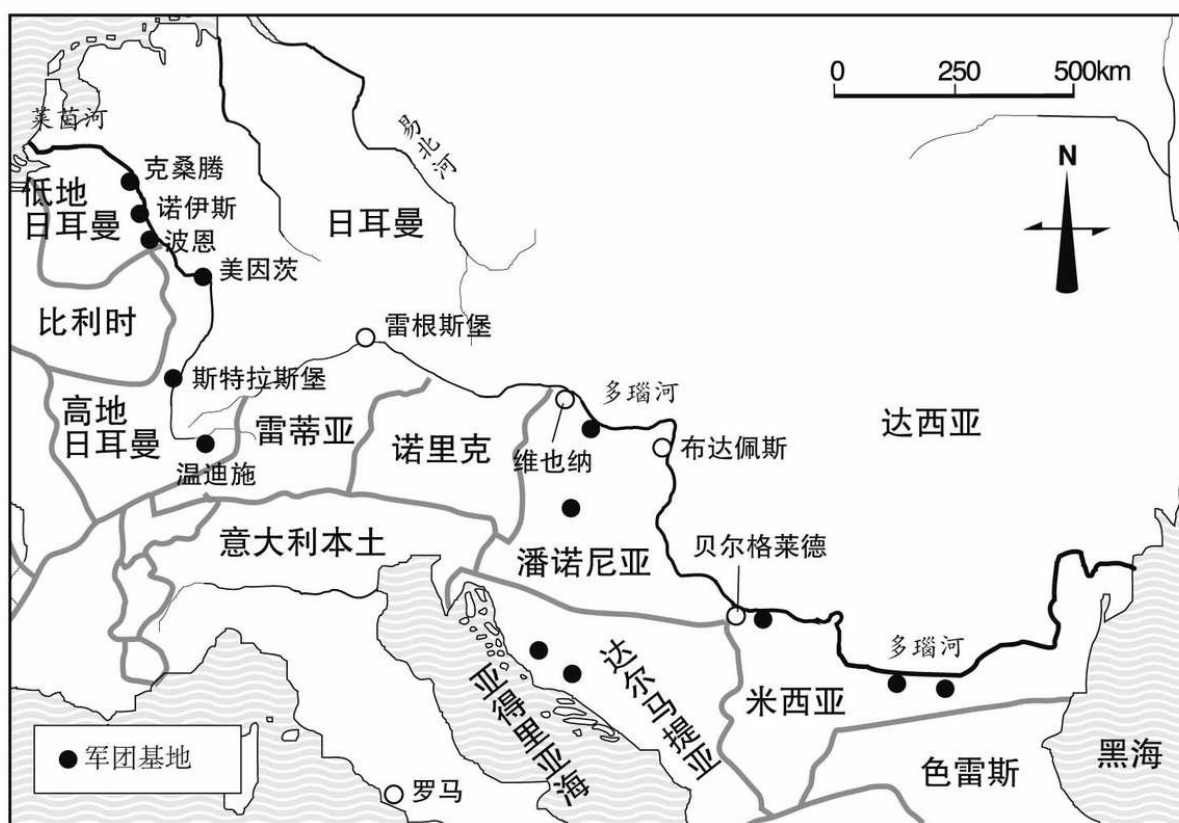 0 250 500km
N
莱茵河
易北河
克桑腾
低地
日耳曼
诺伊斯
日耳曼
波恩
美因茨
比利时
雷根斯堡
斯特拉斯堡
高地
日耳曼
雷蒂亚
诺里克
多瑙河
达西亚
布达佩斯
维也纳
温迪施
意大利本土
潘诺尼亚
贝尔格莱德
多瑙河
亚得里亚海
达尔马提亚
米西亚
色雷斯
黑海
罗马
军团基地